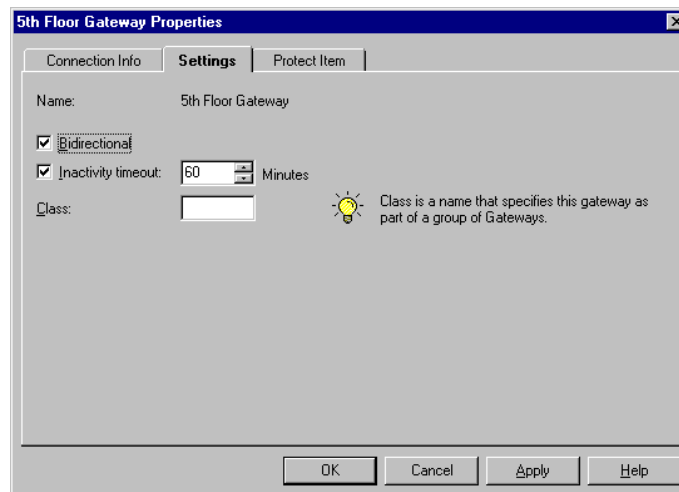 5th Floor Gateway Properties
Connection Info Settings Protect Item
Name: 5th Floor Gateway
Bidirectional
Inactivity timeout: 60 Minutes
Class: Class is a name that specifies this gateway as
part of a group of Gateways.
OK Cancel Apply Help